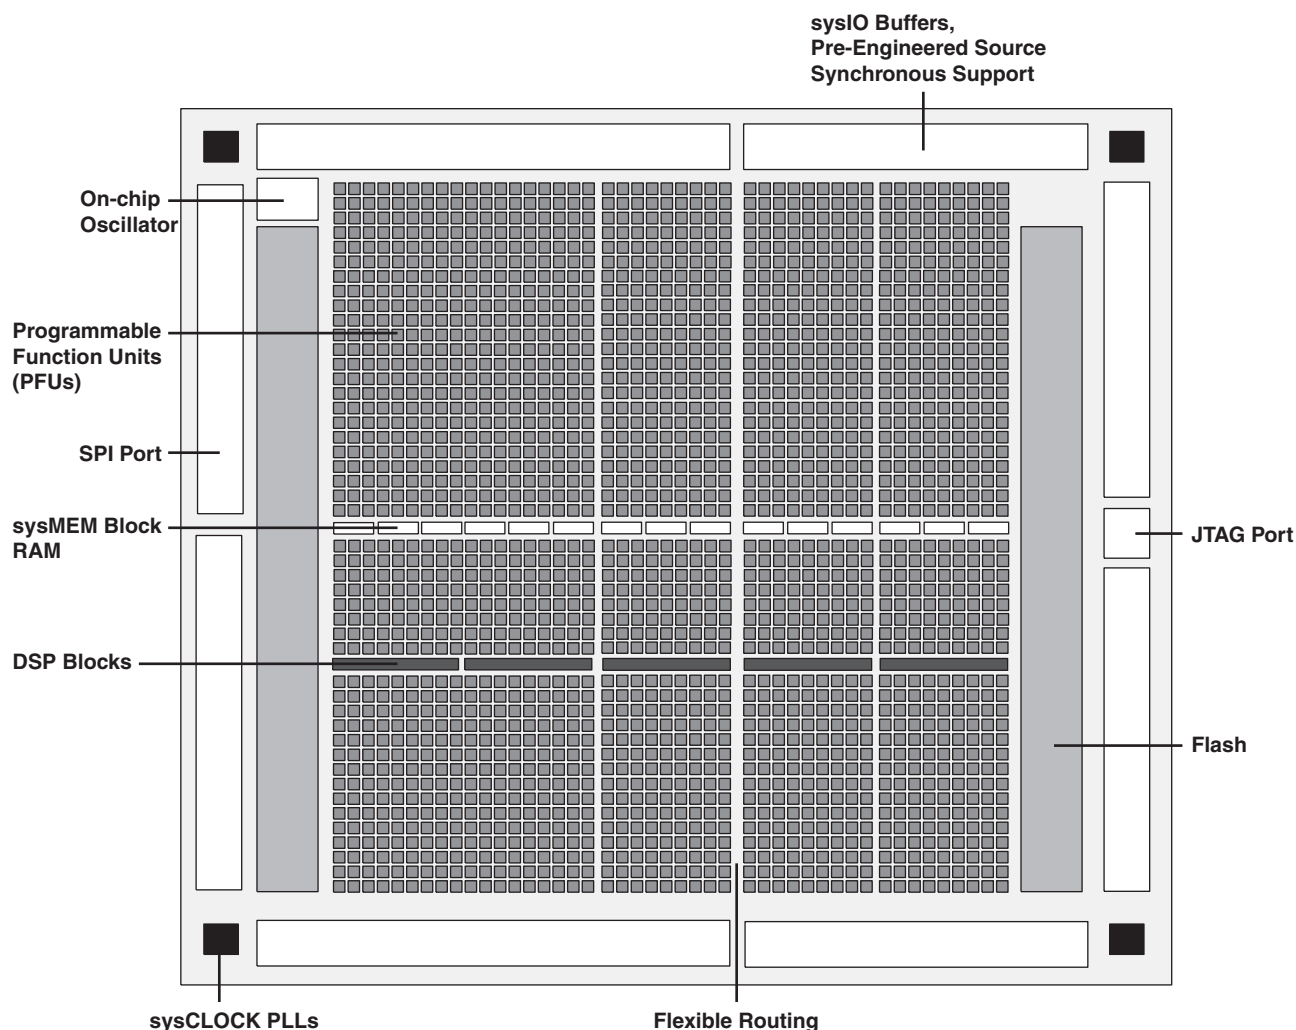 sysIO Buffers,
Pre-Engineered Source
Synchronous Support
On-chip
Oscillator
Programmable
Function Units
(PFUs)
SPI Port
sysMEM Block
RAM
JTAG Port
DSP Blocks
Flash
sysCLOCK PLLs
Flexible Routing